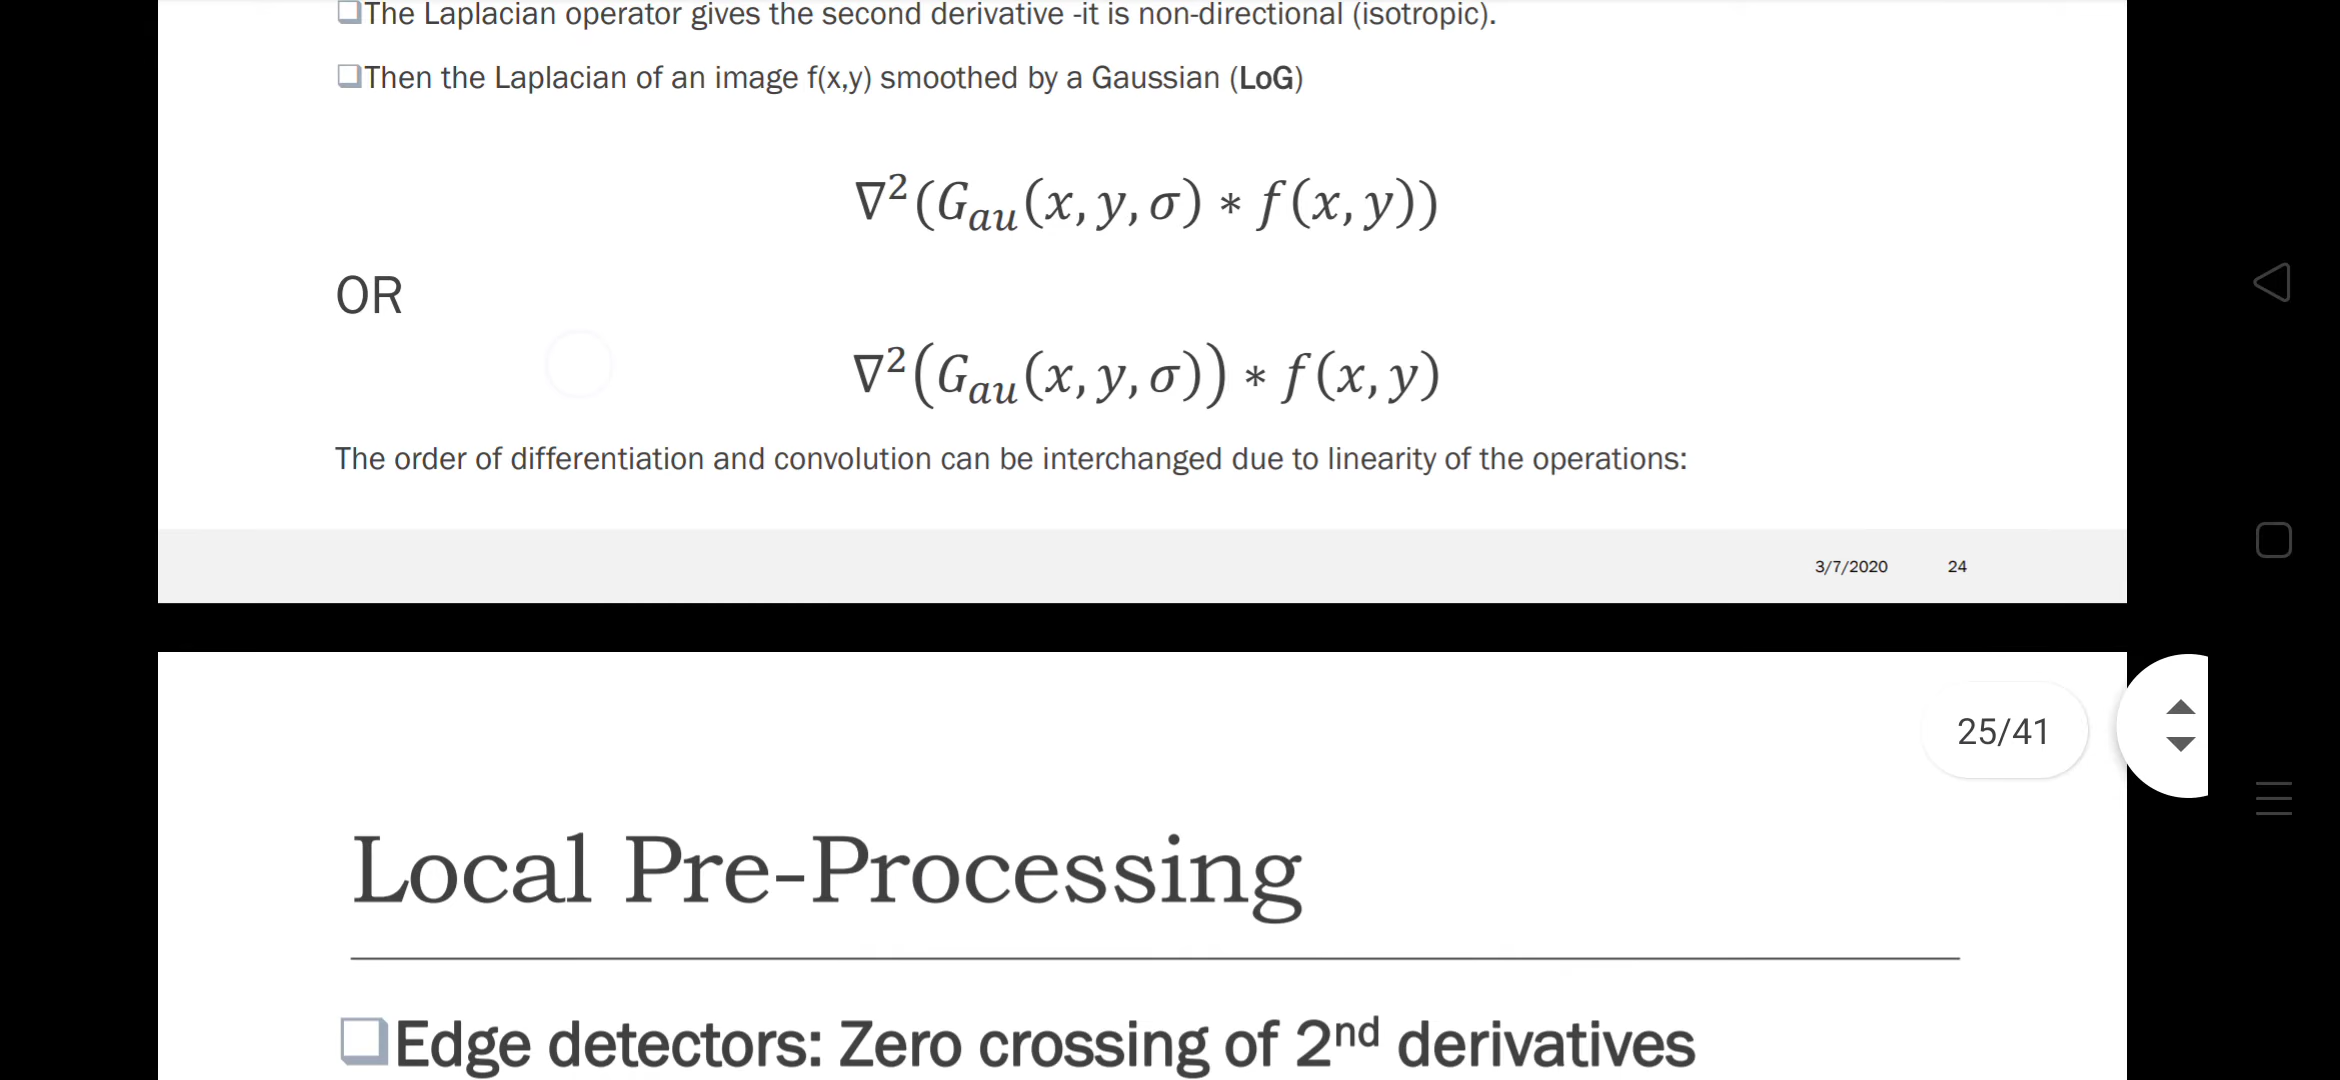 ❑The Laplacian operator gives the second derivative -it is non-directional (isotropic).
❑Then the Laplacian of an image f(x,y) smoothed by a Gaussian (LoG)
∇²(G_au(x, y, σ) * f(x, y))
OR
∇²(G_au(x, y, σ)) * f(x, y)
The order of differentiation and convolution can be interchanged due to linearity of the operations:
3/7/2020 24
25/41
Local Pre-Processing
❑Edge detectors: Zero crossing of 2nd derivatives